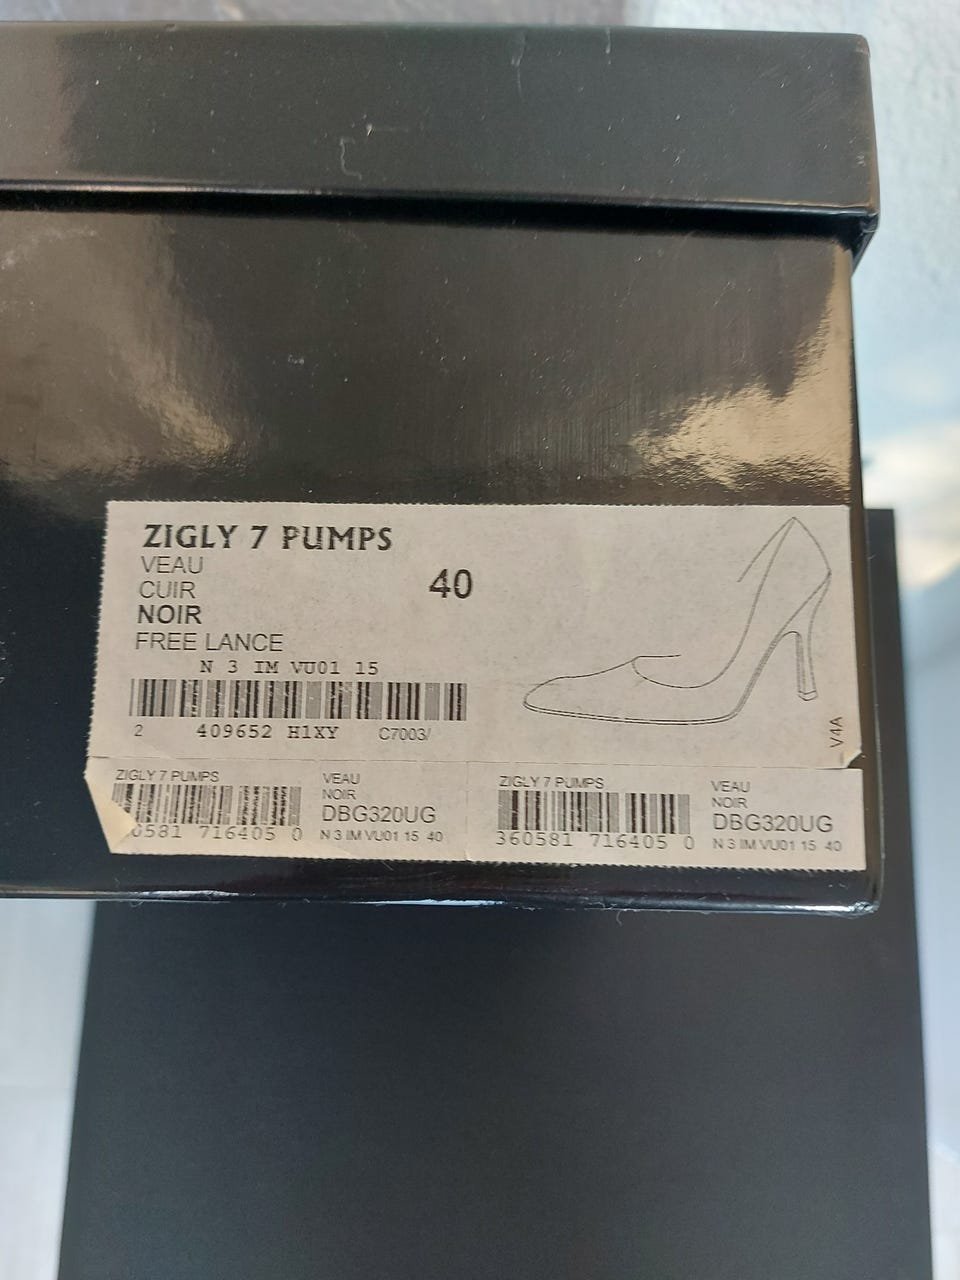 ZIGLY 7 PUMPS
VEAU
CUIR
40
NOIR
FREE LANCE
N 3 IM VU01 15
2 409652 H1XY C7003/
V4A
ZIGLY 7 PUMPS
VEAU
NOIR
DBG320UG
0581 716405 0
N 3 IM VU01 15 40
ZIGLY 7 PUMPS
VEAU
NOIR
DBG320UG
360581 716405 0
N 3 IM VU01 15 40